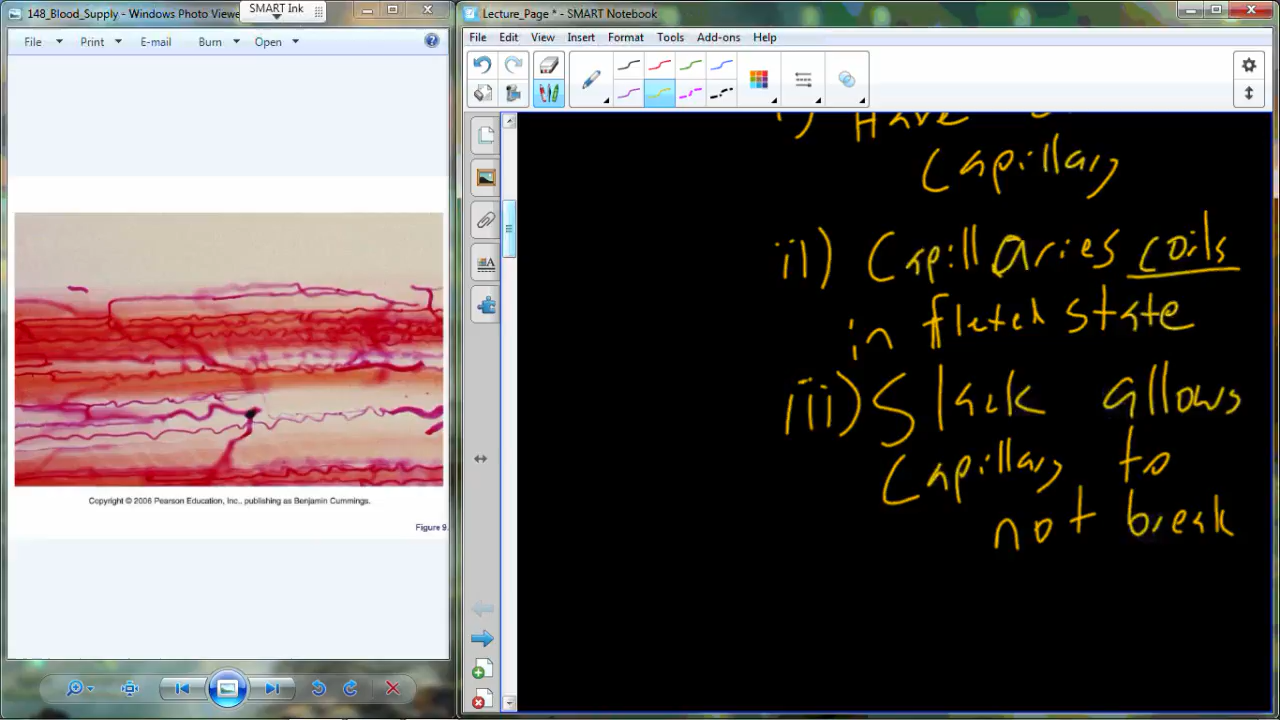 148_Blood_Supply - Windows Photo Viewe
SMART Ink
File Print E-mail Burn Open
Copyright © 2006 Pearson Education, Inc., publishing as Benjamin Cummings.
Figure 9.
Lecture_Page * - SMART Notebook
File Edit View Insert Format Tools Add-ons Help
i) Have
Capillary
ii) Capillaries coils
in state
iii) Slack allows
Capillary to
not break